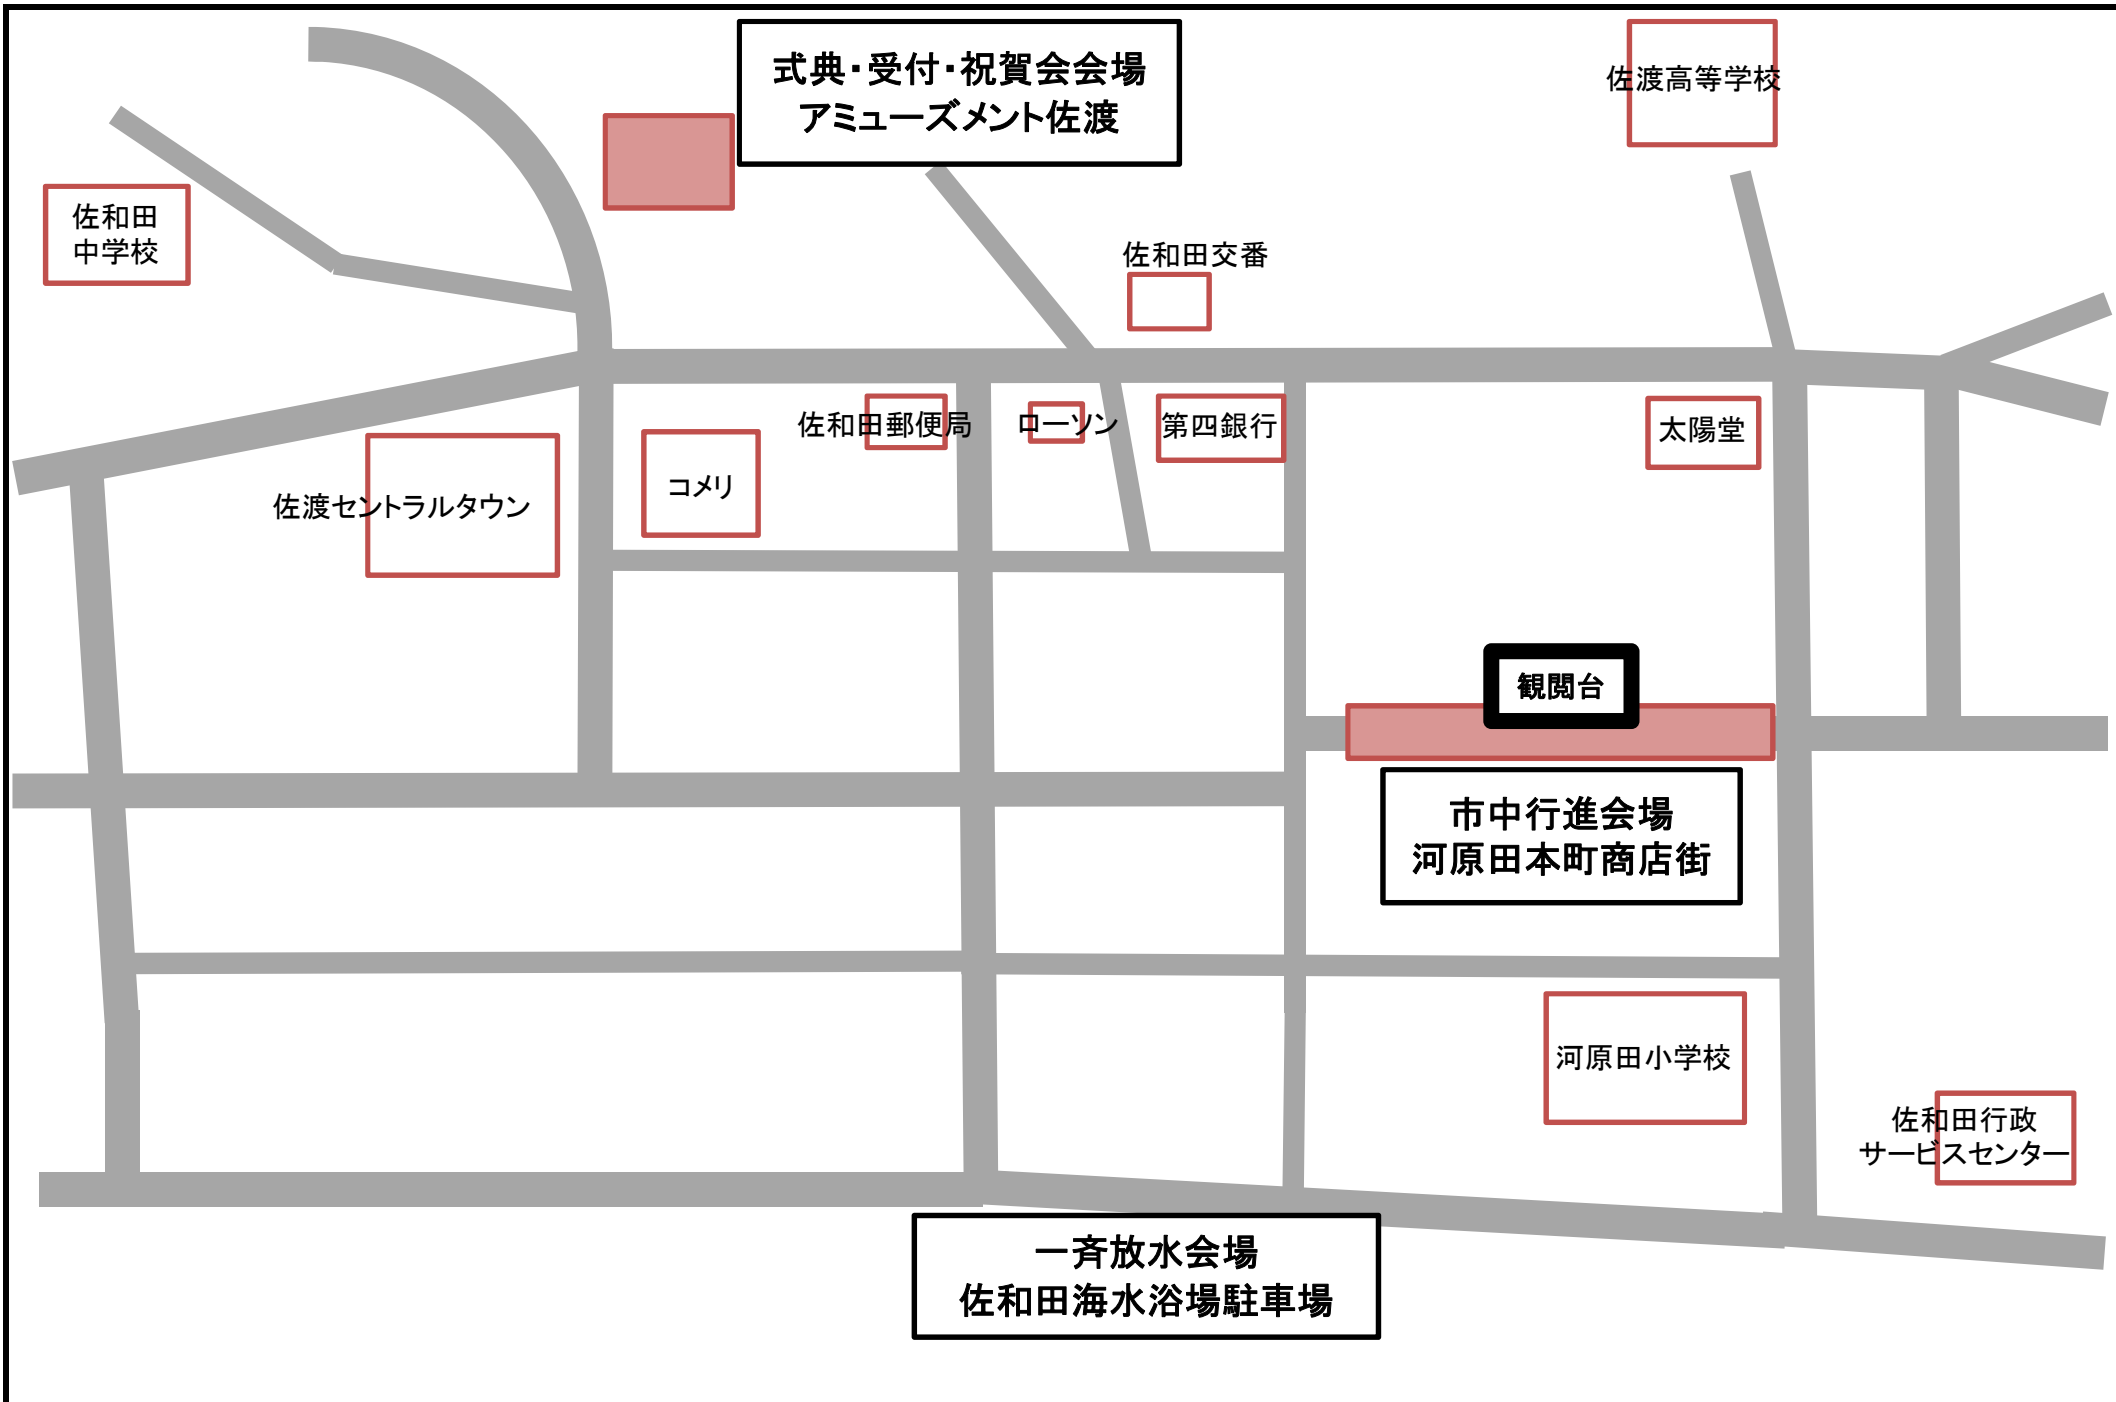 式典・受付・祝賀会会場
アミューズメント佐渡
佐渡高等学校
佐和田
中学校
佐和田交番
佐和田郵便局
ローソン
第四銀行
太陽堂
佐渡セントラルタウン
コメリ
観閲台
市中行進会場
河原田本町商店街
河原田小学校
佐和田行政
サービスセンター
一斉放水会場
佐和田海水浴場駐車場